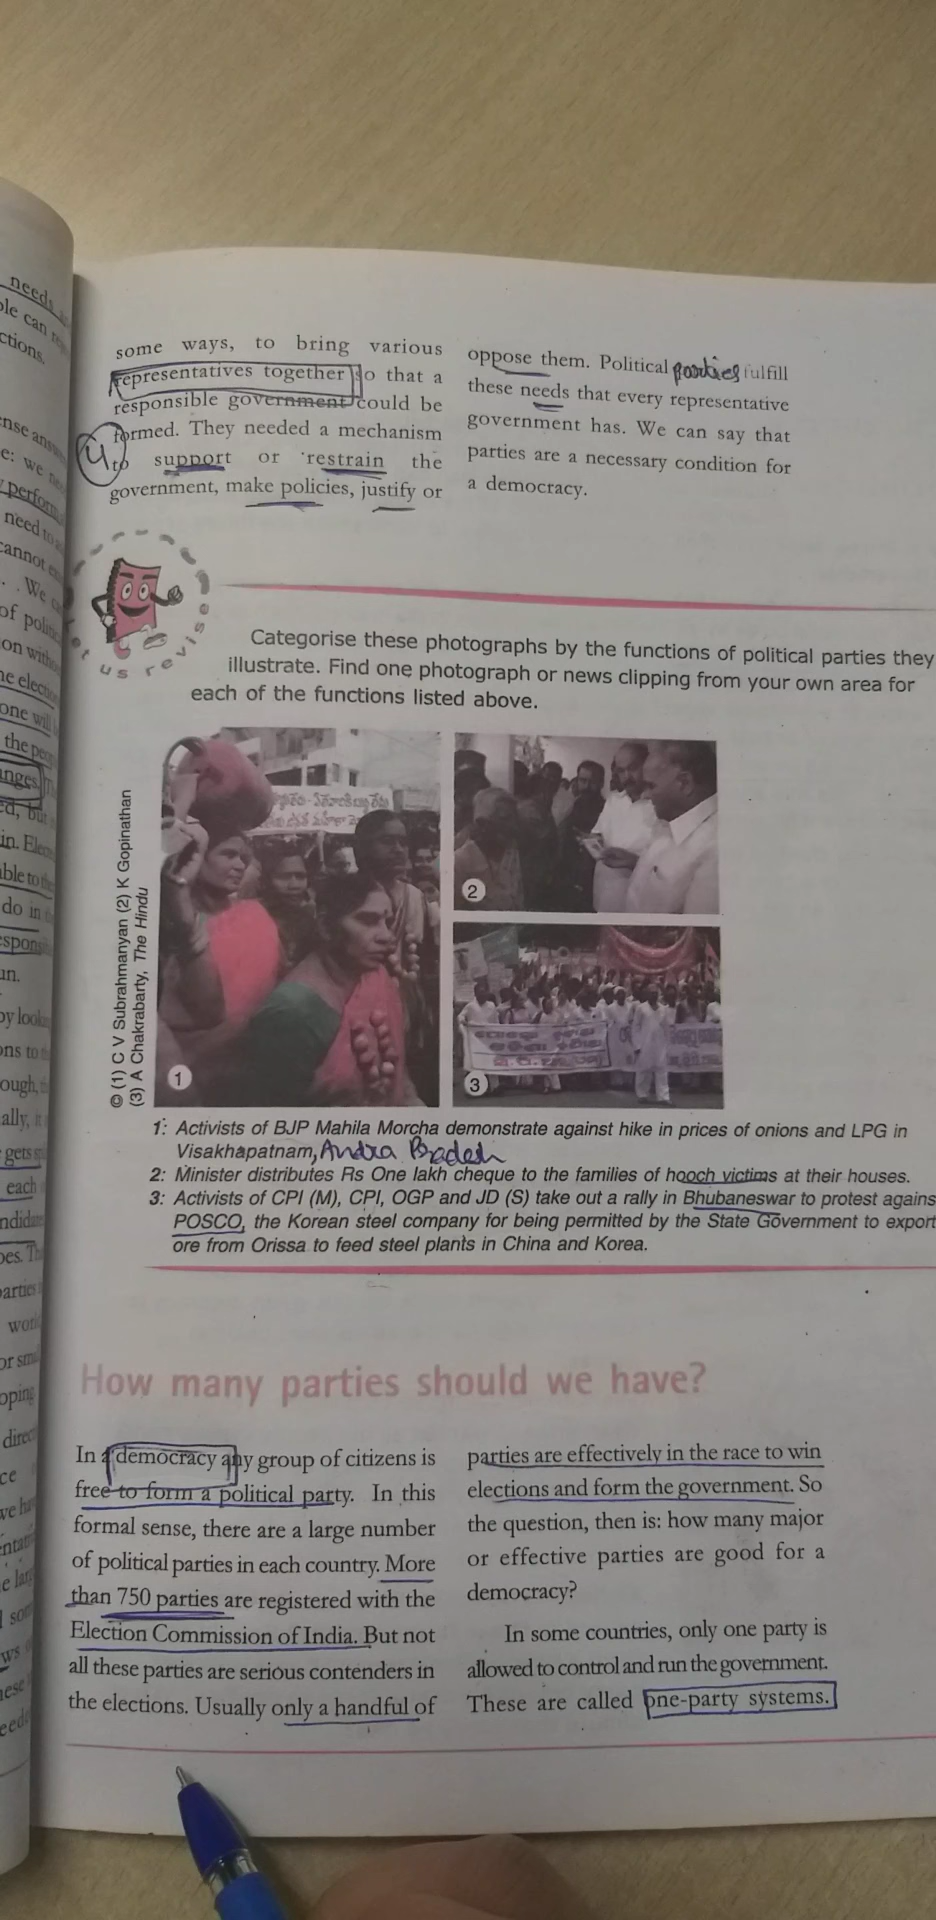 some ways, to bring various
representatives together so that a
responsible government could be
formed. They needed a mechanism
4
to support or restrain the
government, make policies, justify or
oppose them. Political parties fulfill
these needs that every representative
government has. We can say that
parties are a necessary condition for
a democracy.
Let us revise
Categorise these photographs by the functions of political parties they
illustrate. Find one photograph or news clipping from your own area for
each of the functions listed above.
© (1) C V Subrahmanyan (2) K Gopinathan
(3) A Chakrabarty, The Hindu
1
2
3
1: Activists of BJP Mahila Morcha demonstrate against hike in prices of onions and LPG in
Visakhapatnam, Andra Pradesh
2: Minister distributes Rs One lakh cheque to the families of hooch victims at their houses.
3: Activists of CPI (M), CPI, OGP and JD (S) take out a rally in Bhubaneswar to protest agains
POSCO, the Korean steel company for being permitted by the State Government to export
ore from Orissa to feed steel plants in China and Korea.
How many parties should we have?
In a democracy any group of citizens is
free to form a political party. In this
formal sense, there are a large number
of political parties in each country. More
than 750 parties are registered with the
Election Commission of India. But not
all these parties are serious contenders in
the elections. Usually only a handful of
parties are effectively in the race to win
elections and form the government. So
the question, then is: how many major
or effective parties are good for a
democracy?
In some countries, only one party is
allowed to control and run the government.
These are called one-party systems.